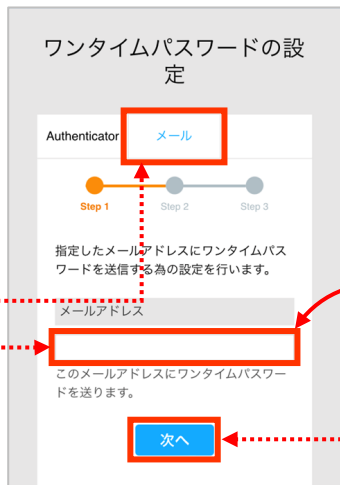 ワンタイムパスワードの設
定
Authenticator メール
Step 1 Step 2 Step 3
指定したメールアドレスにワンタイムパス
ワードを送信する為の設定を行います。
メールアドレス
このメールアドレスにワンタイムパスワー
ドを送ります。
次へ